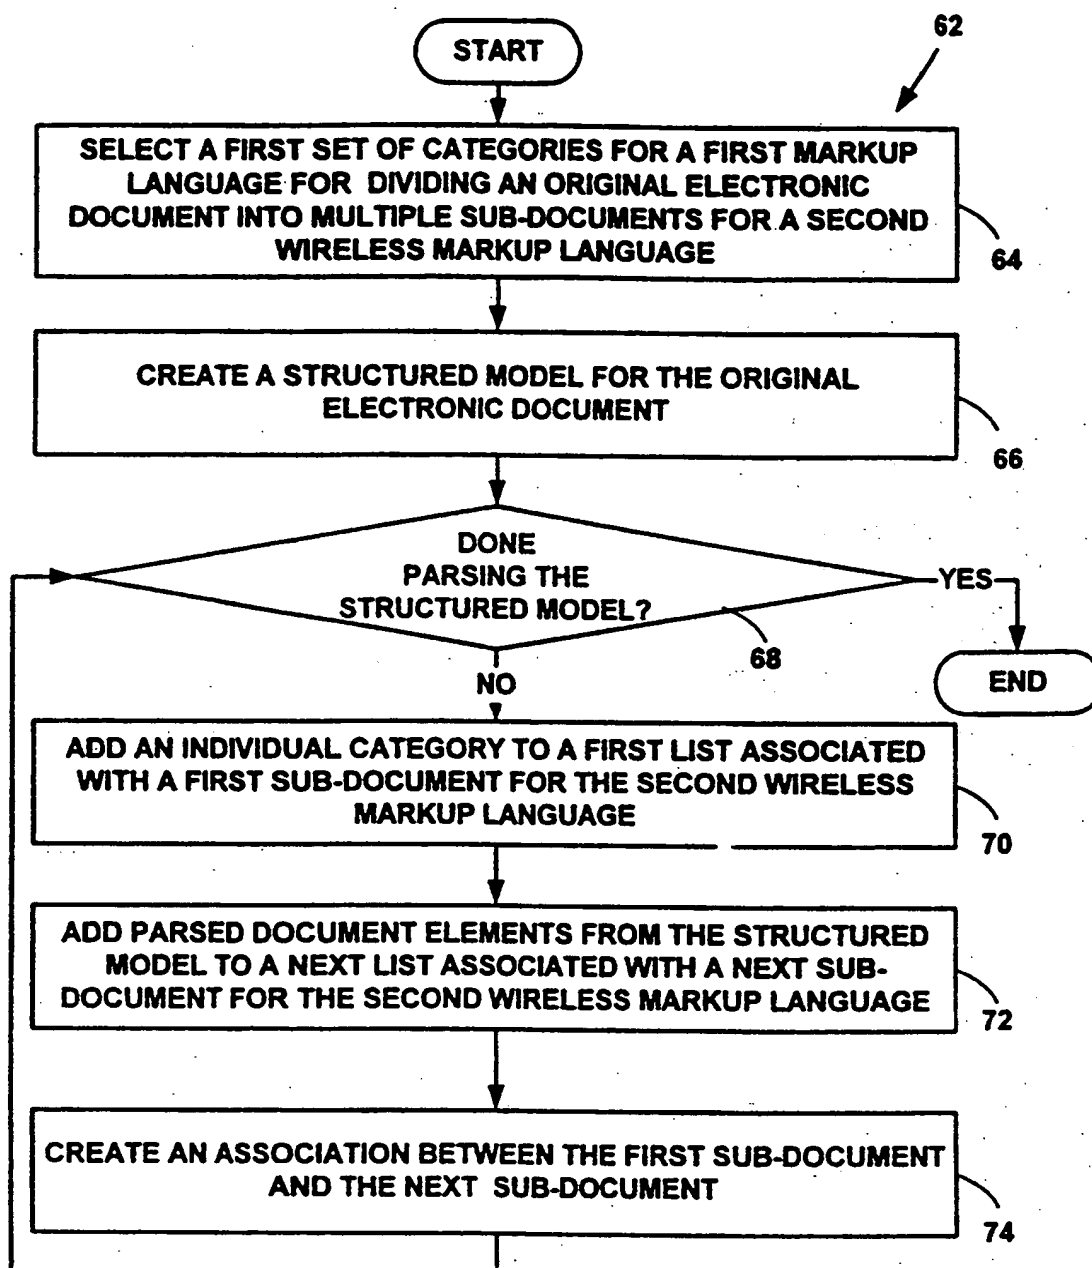 START
62
SELECT A FIRST SET OF CATEGORIES FOR A FIRST MARKUP
LANGUAGE FOR DIVIDING AN ORIGINAL ELECTRONIC
DOCUMENT INTO MULTIPLE SUB-DOCUMENTS FOR A SECOND
WIRELESS MARKUP LANGUAGE
64
CREATE A STRUCTURED MODEL FOR THE ORIGINAL
ELECTRONIC DOCUMENT
66
DONE
PARSING THE
STRUCTURED MODEL?
YES
68
END
NO
ADD AN INDIVIDUAL CATEGORY TO A FIRST LIST ASSOCIATED
WITH A FIRST SUB-DOCUMENT FOR THE SECOND WIRELESS
MARKUP LANGUAGE
70
ADD PARSED DOCUMENT ELEMENTS FROM THE STRUCTURED
MODEL TO A NEXT LIST ASSOCIATED WITH A NEXT SUB-
DOCUMENT FOR THE SECOND WIRELESS MARKUP LANGUAGE
72
CREATE AN ASSOCIATION BETWEEN THE FIRST SUB-DOCUMENT
AND THE NEXT SUB-DOCUMENT
74